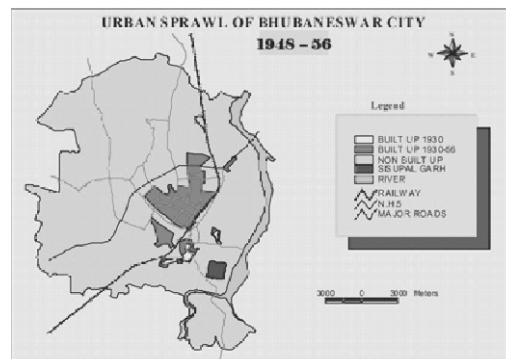 URBAN SPRAWL OF BHUBANESWAR CITY
1948 – 56
N
W E
S
Legend
BUILT UP 1930
BUILT UP 1930-56
NON BUILT UP
SISUPAL GARH
RIVER
RAILWAY
N.H.5
MAJOR ROADS
3000 0 3000 Meters